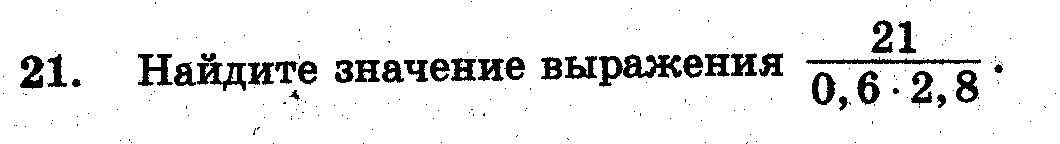 21. Найдите значение выражения 21 / (0,6 · 2,8) .